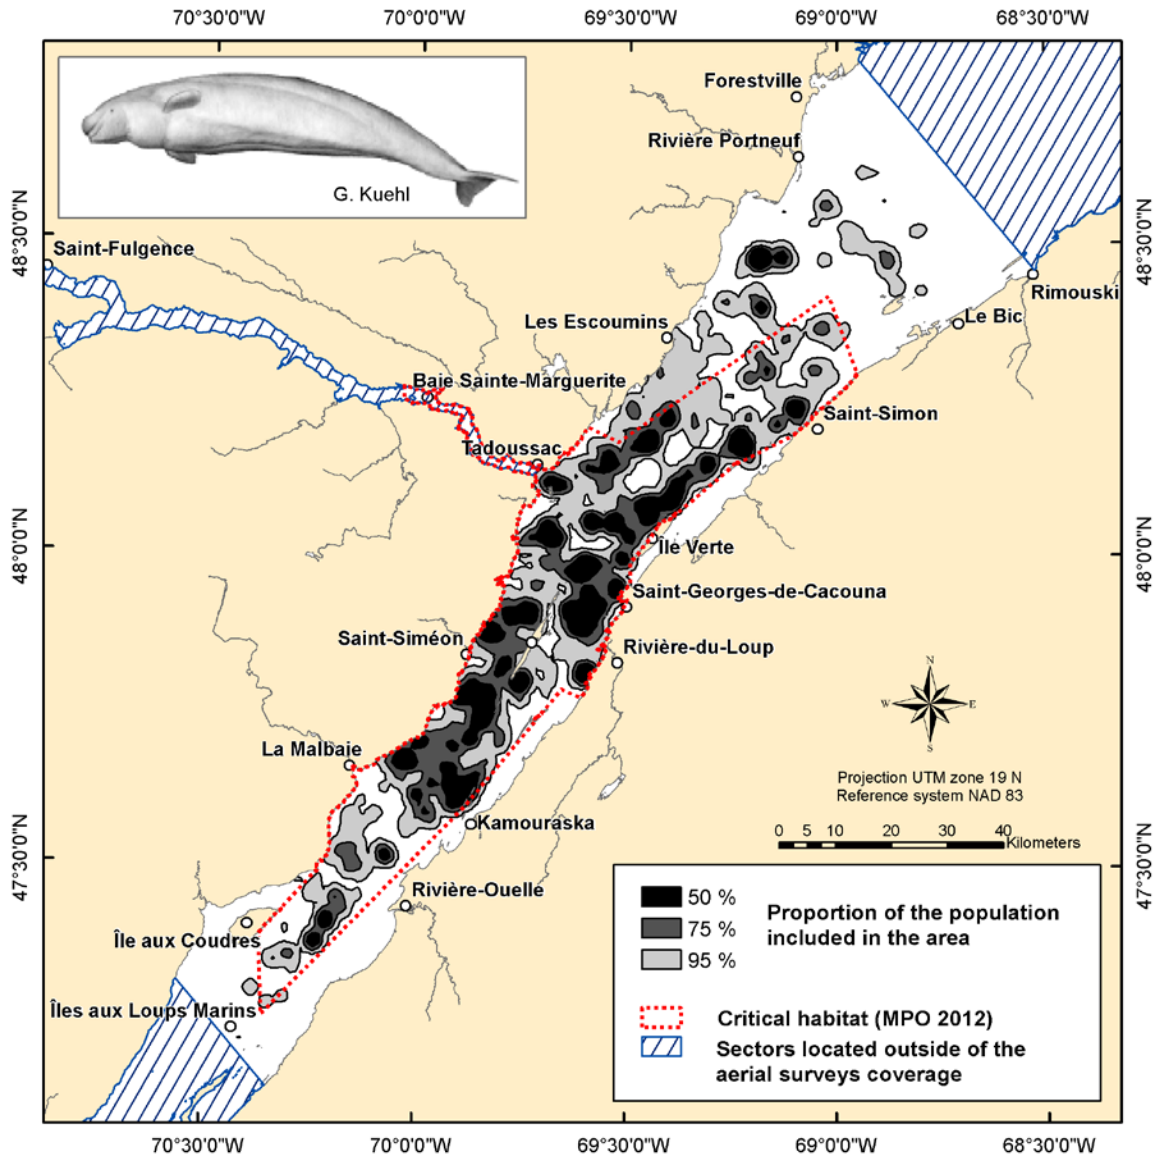 70°30'0"W 70°00'0"W 69°30'0"W 69°00'0"W 68°30'0"W
G. Kuehl
Forestville
Rivière Portneuf
48°30'0"N
48°30'0"N
Saint-Fulgence
Rimouski
Le Bic
Les Escoumins
Baie Sainte-Marguerite
Saint-Simon
Tadoussac
48°0'0"N
48°0'0"N
Île Verte
Saint-Georges-de-Cacouna
Saint-Siméon
Rivière-du-Loup
N
W E
S
La Malbaie
Projection UTM zone 19 N
Reference system NAD 83
Kamouraska
0 5 10 20 30 40
Kilometers
47°30'0"N
47°30'0"N
Rivière-Ouelle
Île aux Coudres
Îles aux Loups Marins
50 %
75 %
95 %
Proportion of the population
included in the area
Critical habitat (MPO 2012)
Sectors located outside of the
aerial surveys coverage
70°30'0"W 70°00'0"W 69°30'0"W 69°00'0"W 68°30'0"W